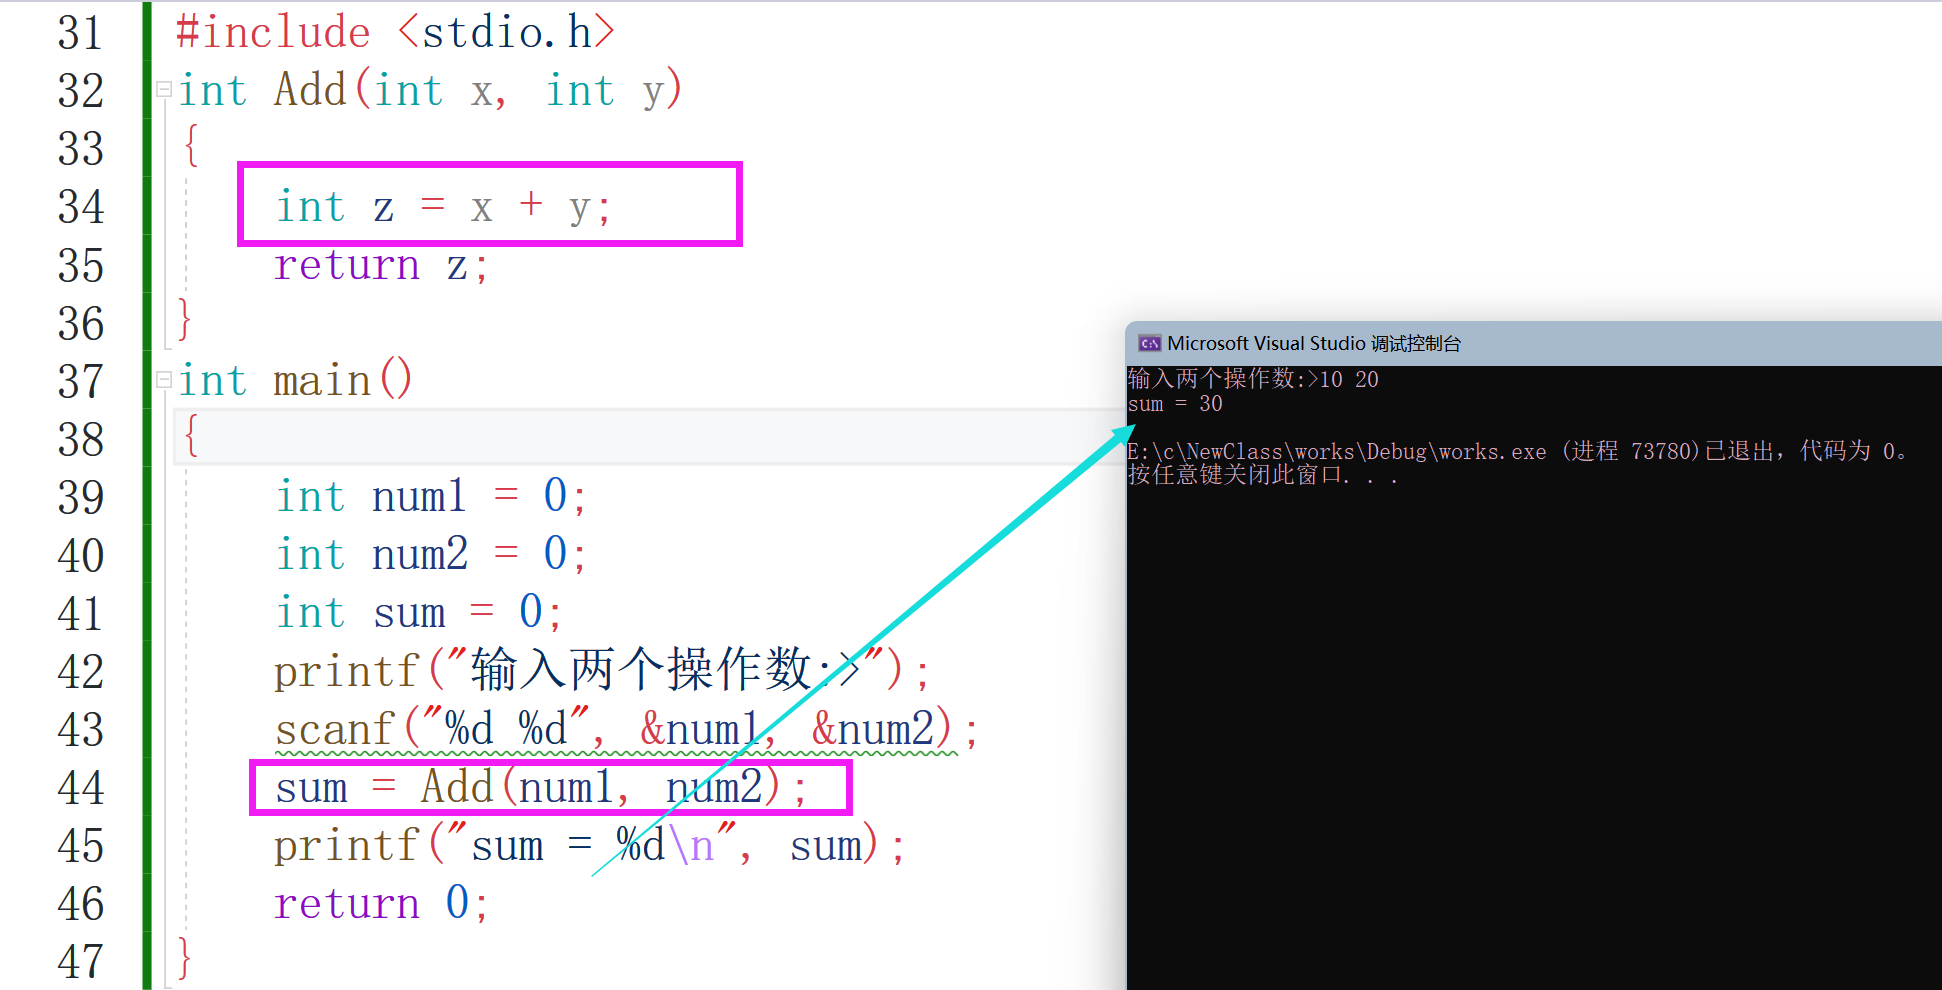 31 #include <stdio.h>
32 int Add(int x, int y)
33 {
34 int z = x + y;
35 return z;
36 }
37 int main()
38 {
39 int num1 = 0;
40 int num2 = 0;
41 int sum = 0;
42 printf("输入两个操作数:>");
43 scanf("%d %d", &num1, &num2);
44 sum = Add(num1, num2);
45 printf("sum = %d\n", sum);
46 return 0;
47 }
Microsoft Visual Studio 调试控制台
输入两个操作数:>10 20
sum = 30
E:\c\NewClass\works\Debug\works.exe (进程 73780)已退出，代码为 0。
按任意键关闭此窗口. . .